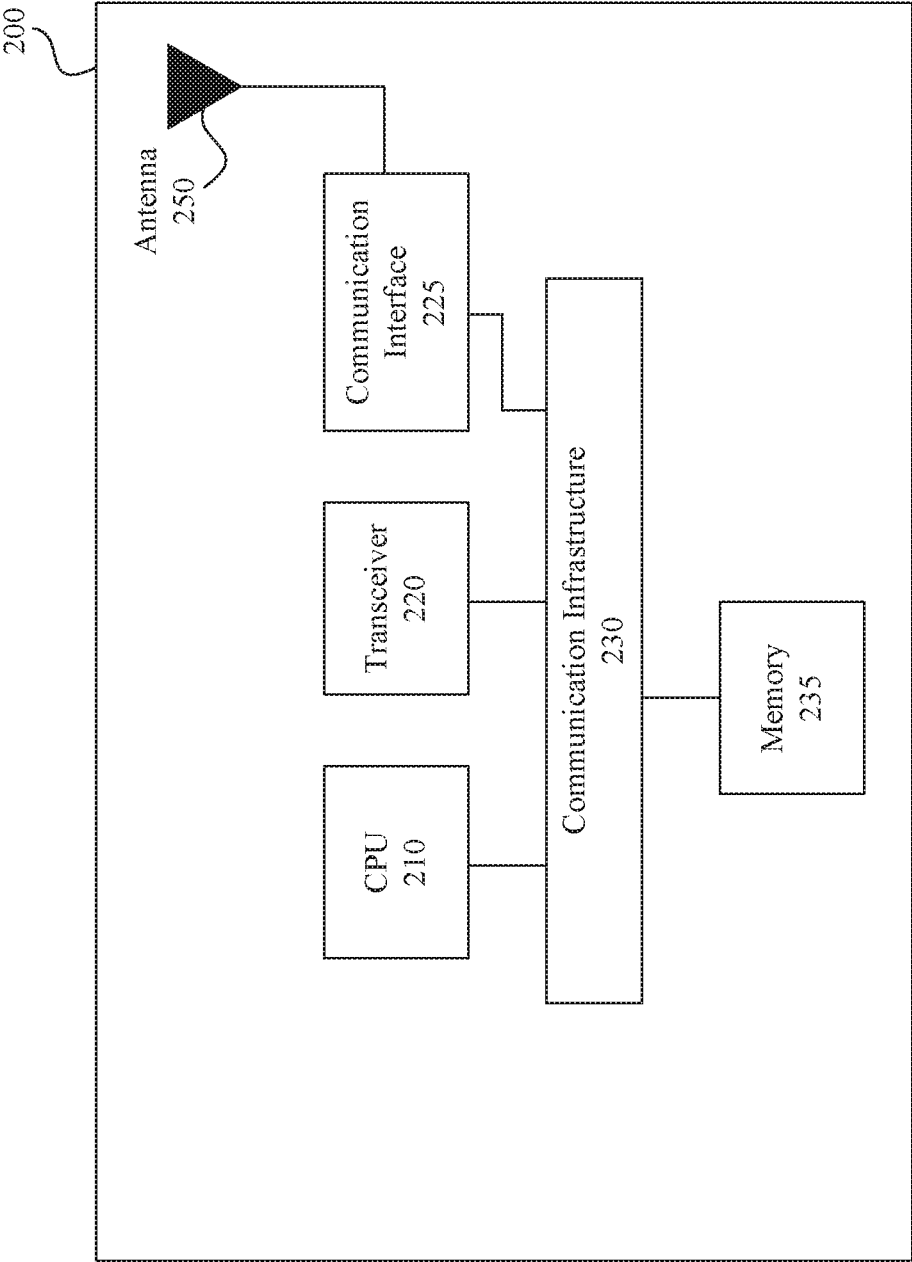 200
Antenna
250
Communication
Interface
225
Transceiver
220
CPU
210
Communication Infrastructure
230
Memory
235